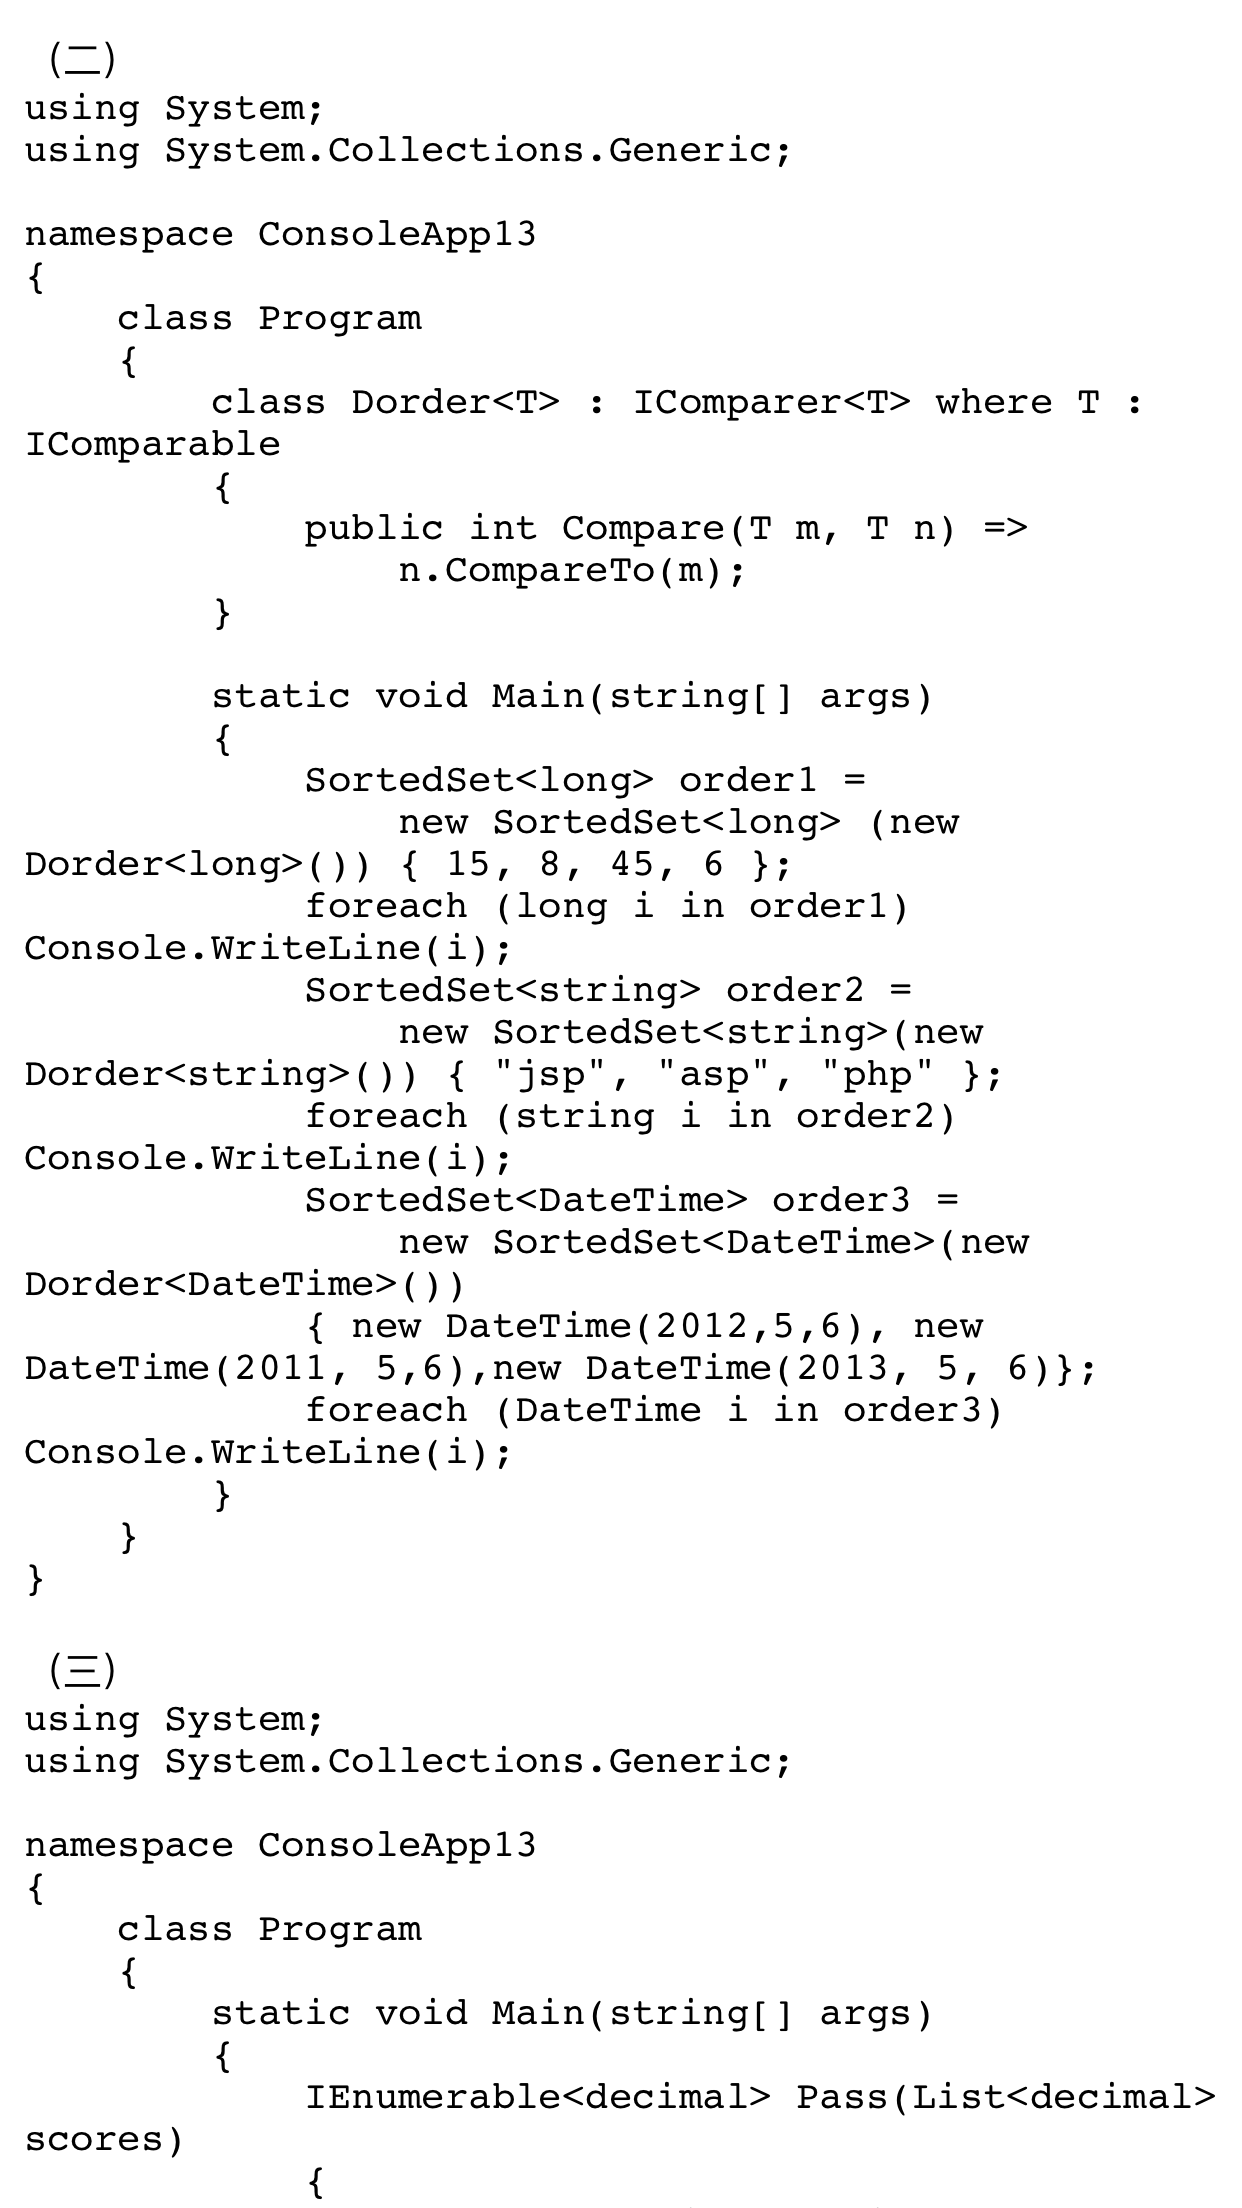 (二)
using System;
using System.Collections.Generic;

namespace ConsoleApp13
{
    class Program
    {
        class Dorder<T> : IComparer<T> where T :
IComparable
        {
            public int Compare(T m, T n) =>
                n.CompareTo(m);
        }

        static void Main(string[] args)
        {
            SortedSet<long> order1 =
                new SortedSet<long> (new
Dorder<long>()) { 15, 8, 45, 6 };
            foreach (long i in order1)
Console.WriteLine(i);
            SortedSet<string> order2 =
                new SortedSet<string>(new
Dorder<string>()) { "jsp", "asp", "php" };
            foreach (string i in order2)
Console.WriteLine(i);
            SortedSet<DateTime> order3 =
                new SortedSet<DateTime>(new
Dorder<DateTime>())
            { new DateTime(2012,5,6), new
DateTime(2011, 5,6),new DateTime(2013, 5, 6)};
            foreach (DateTime i in order3)
Console.WriteLine(i);
        }
    }
}

(三)
using System;
using System.Collections.Generic;

namespace ConsoleApp13
{
    class Program
    {
        static void Main(string[] args)
        {
            IEnumerable<decimal> Pass(List<decimal>
scores)
            {